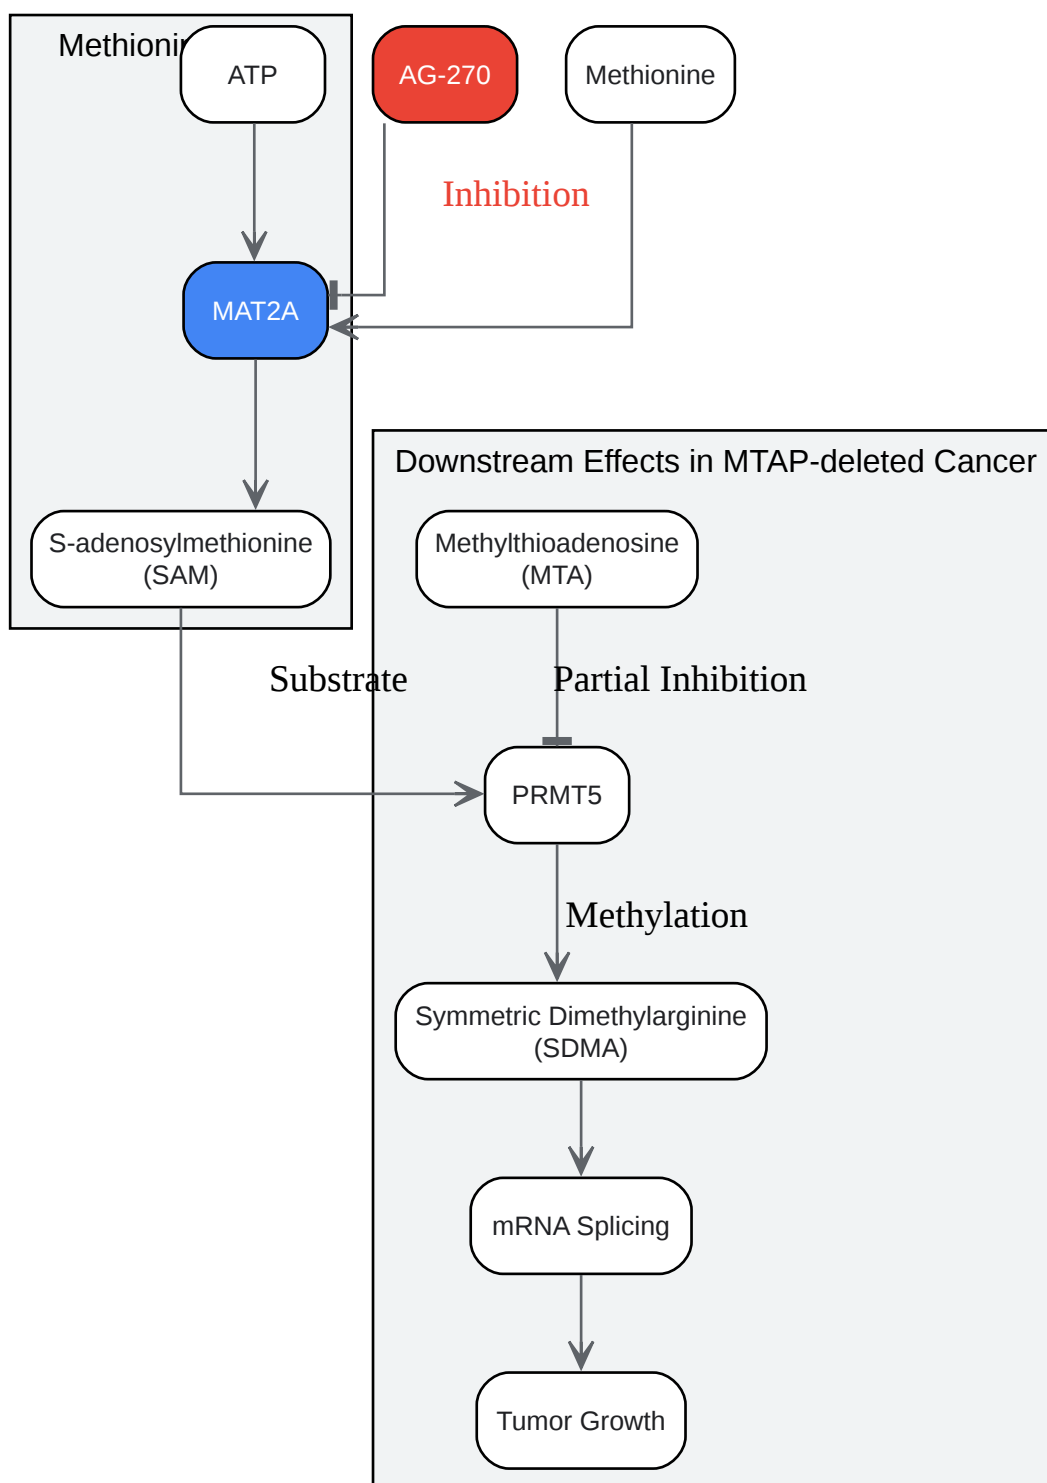 ATP
AG-270
Methionine
Inhibition
MAT2A
Downstream Effects in MTAP-deleted Cancer
S-adenosylmethionine
(SAM)
Methylthioadenosine
(MTA)
Substrate
Partial Inhibition
PRMT5
Methylation
Symmetric Dimethylarginine
(SDMA)
mRNA Splicing
Tumor Growth